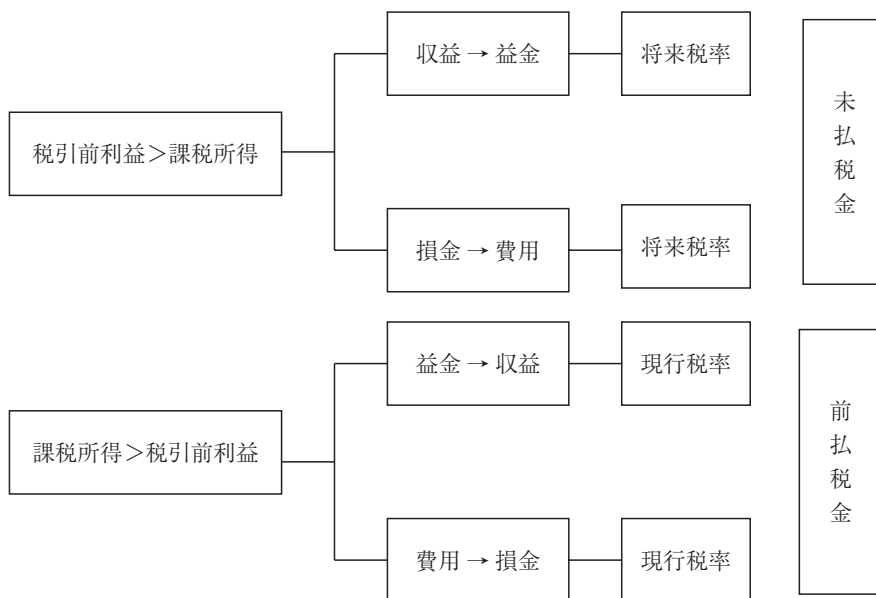 収益 → 益金
将来税率
税引前利益＞課税所得
損金 → 費用
将来税率
未払税金
益金 → 収益
現行税率
課税所得＞税引前利益
費用 → 損金
現行税率
前払税金